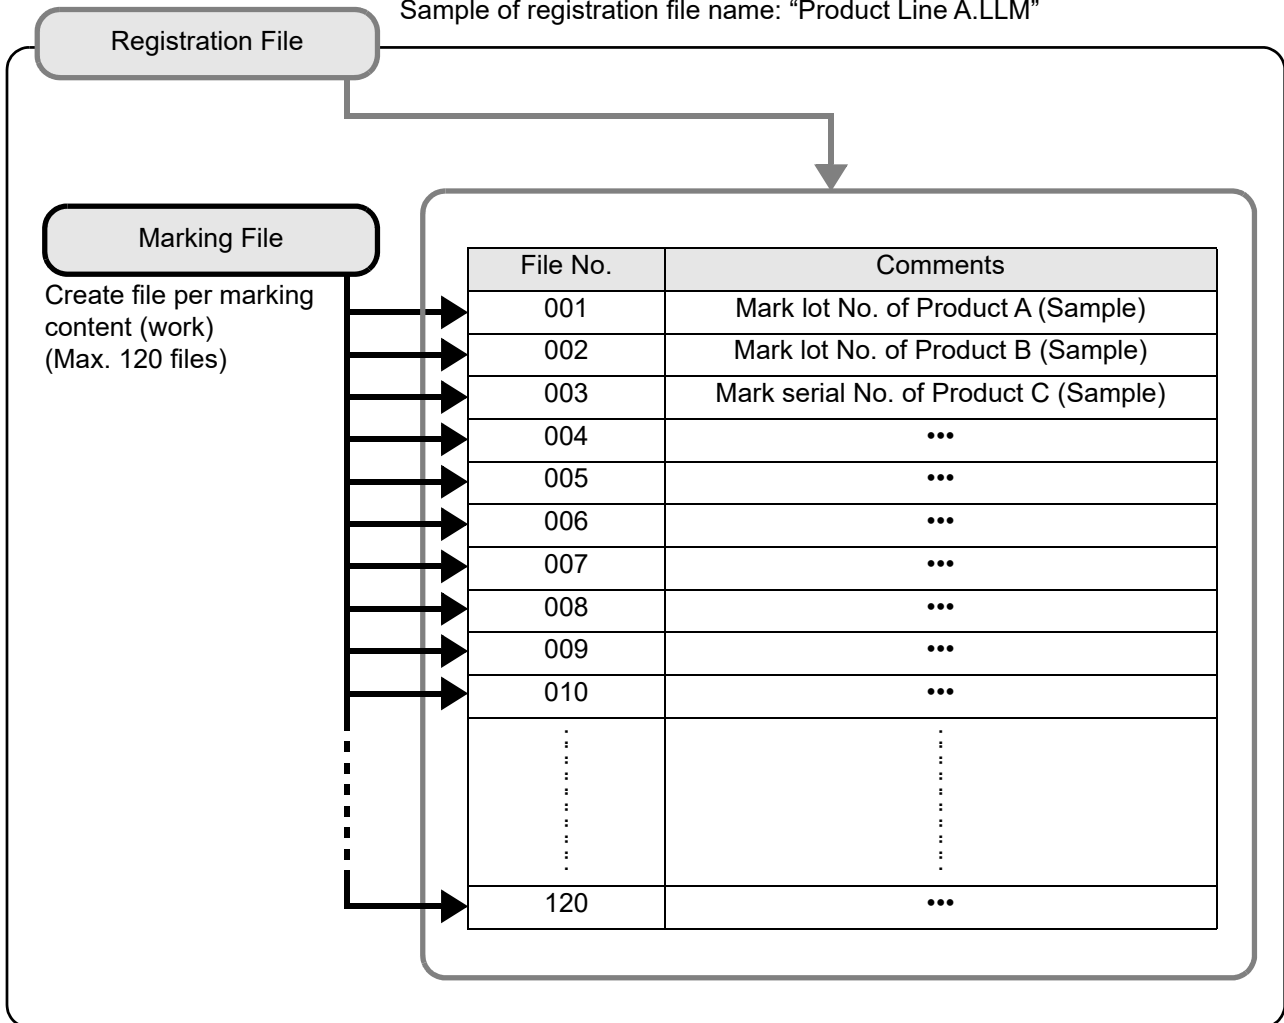 Sample of registration file name: “Product Line A.LLM”
Registration File
Marking File
Create file per marking
content (work)
(Max. 120 files)
File No. Comments
001 Mark lot No. of Product A (Sample)
002 Mark lot No. of Product B (Sample)
003 Mark serial No. of Product C (Sample)
004 •••
005 •••
006 •••
007 •••
008 •••
009 •••
010 •••
120 •••